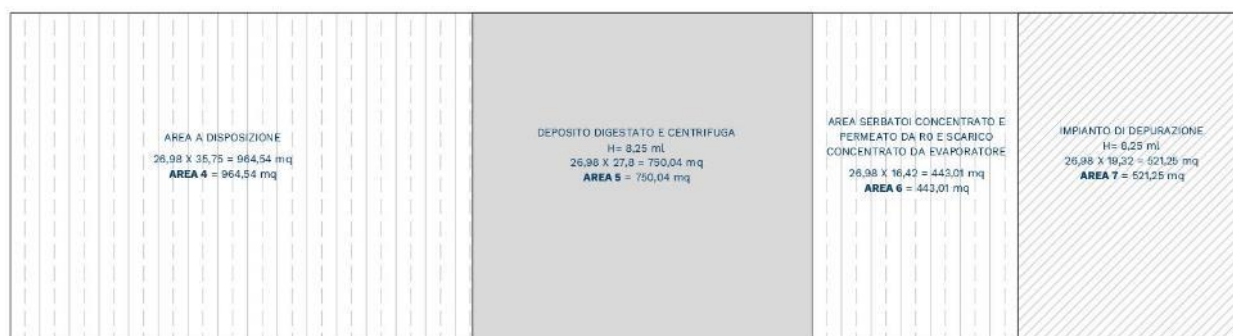 AREA A DISPOSIZIONE
26,98 X 35,75 = 964,54 mq
AREA 4 = 964,54 mq
DEPOSITO DIGESTATO E CENTRIFUGA
H= 8,25 ml
26,98 X 27,8 = 750,04 mq
AREA 5 = 750,04 mq
AREA SERBATOI CONCENTRATO E
PERMEATO DA RO E SCARICO
CONCENTRATO DA EVAPORATORE
26,98 X 16,42 = 443,01 mq
AREA 6 = 443,01 mq
IMPIANTO DI DEPURAZIONE
H= 8,25 ml
26,98 X 19,32 = 521,25 mq
AREA 7 = 521,25 mq